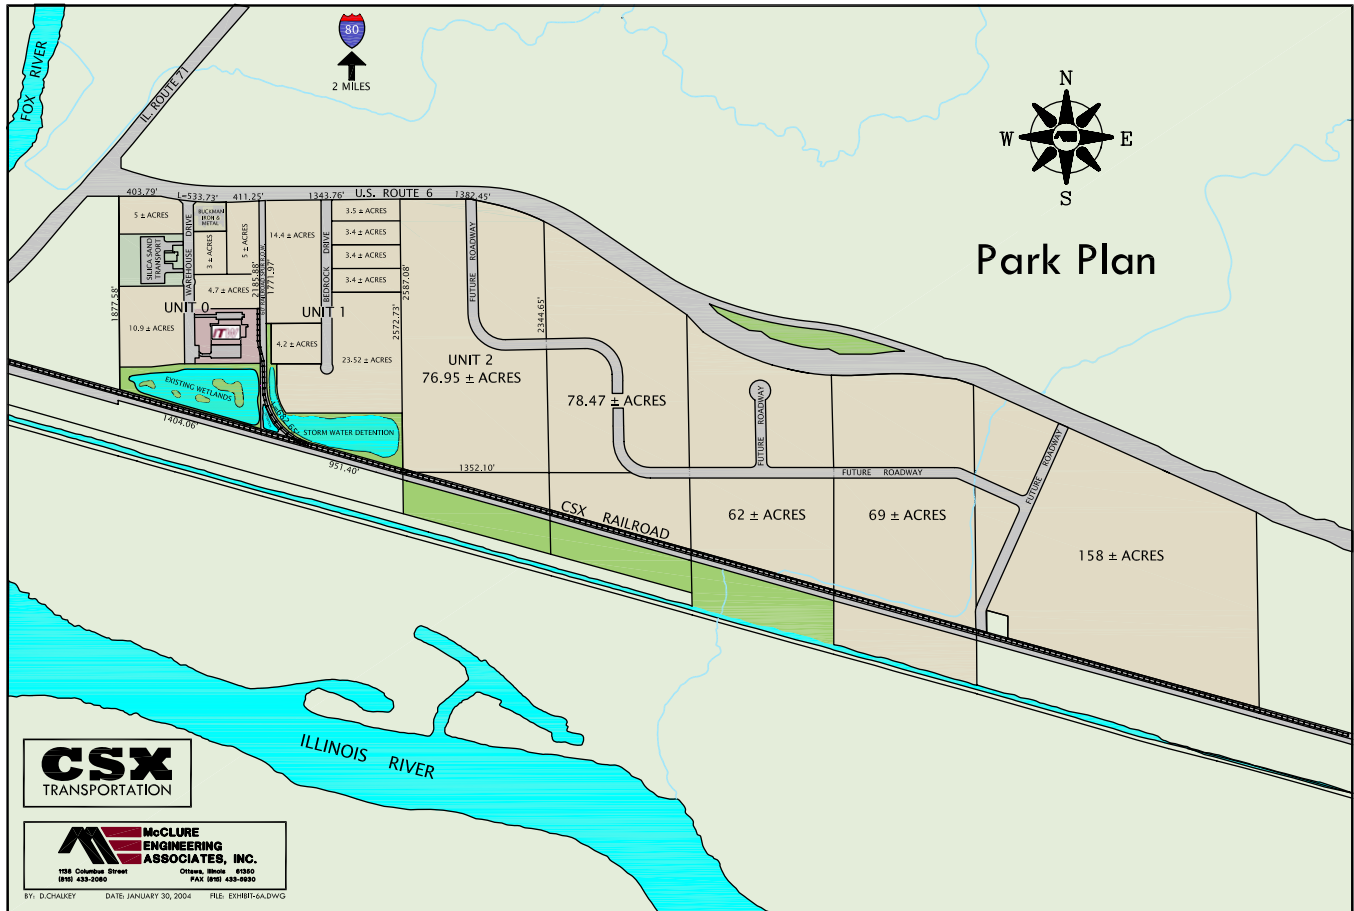 80
2 MILES
FOX RIVER
IL. ROUTE 71
N
W E
S
Park Plan
403.79'
L=533.73'
411.25'
1343.76'
U.S. ROUTE 6
1382.45'
5 ± ACRES
WAREHOUSE DRIVE
BUCKMAN
IRON &
METAL
5 ± ACRES
14.4 ± ACRES
3.5 ± ACRES
3.4 ± ACRES
3.4 ± ACRES
3.4 ± ACRES
BEDROCK DRIVE
SILICA SAND
TRANSPORT
3 ± ACRES
4.7 ± ACRES
2185.88'
1771.97'
1877.58'
UNIT 0
UNIT 1
10.9 ± ACRES
ITW
4.2 ± ACRES
23.52 ± ACRES
2572.73'
2587.08'
FUTURE ROADWAY
2344.65'
UNIT 2
76.95 ± ACRES
78.47 ± ACRES
EXISTING WETLANDS
STORM WATER DETENTION
1404.06'
951.40'
1352.10'
CSX RAILROAD
FUTURE ROADWAY
FUTURE ROADWAY
FUTURE ROADWAY
62 ± ACRES
69 ± ACRES
158 ± ACRES
ILLINOIS RIVER
CSX
TRANSPORTATION
McCLURE
ENGINEERING
ASSOCIATES, INC.
1138 Columbus Street Ottawa, Illinois 61350
(815) 433-2080 FAX (815) 433-5930
BY: D.CHALKEY DATE: JANUARY 30, 2004 FILE: EXHIBIT-6A.DWG